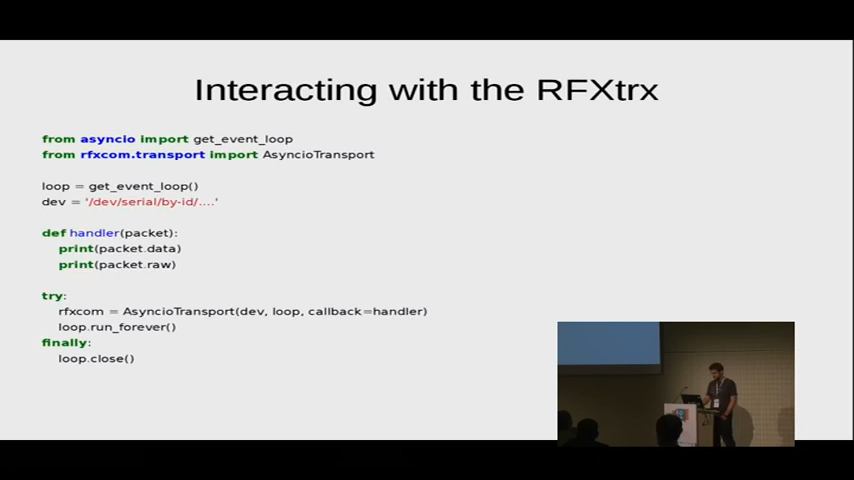 Interacting with the RFXtrx
from asyncio import get_event_loop
from rfxcom.transport import AsyncioTransport
loop = get_event_loop()
dev = '/dev/serial/by-id/....'
def handler(packet):
print(packet.data)
print(packet.raw)
try:
rfxcom = AsyncioTransport(dev, loop, callback=handler)
loop.run_forever()
finally:
loop.close()